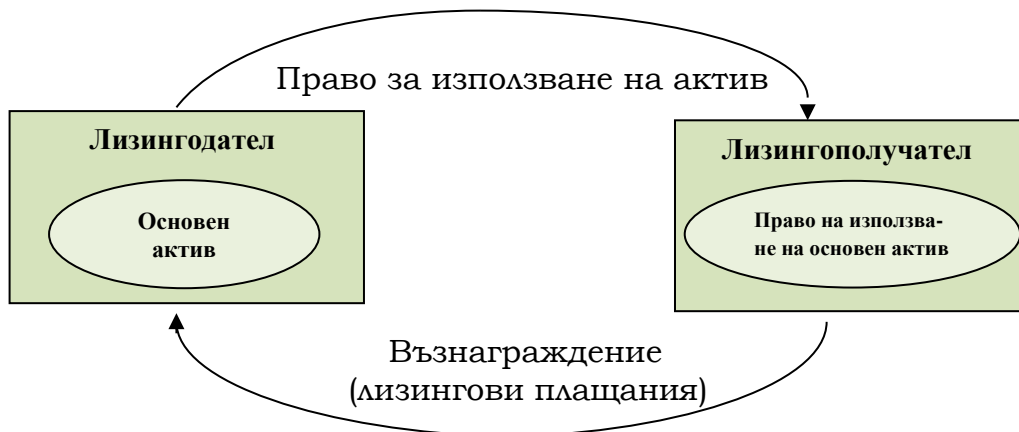 Право за използване на актив
Лизингодател
Основен
актив
Лизингополучател
Право на използва-
не на основен актив
Възнаграждение
(лизингови плащания)